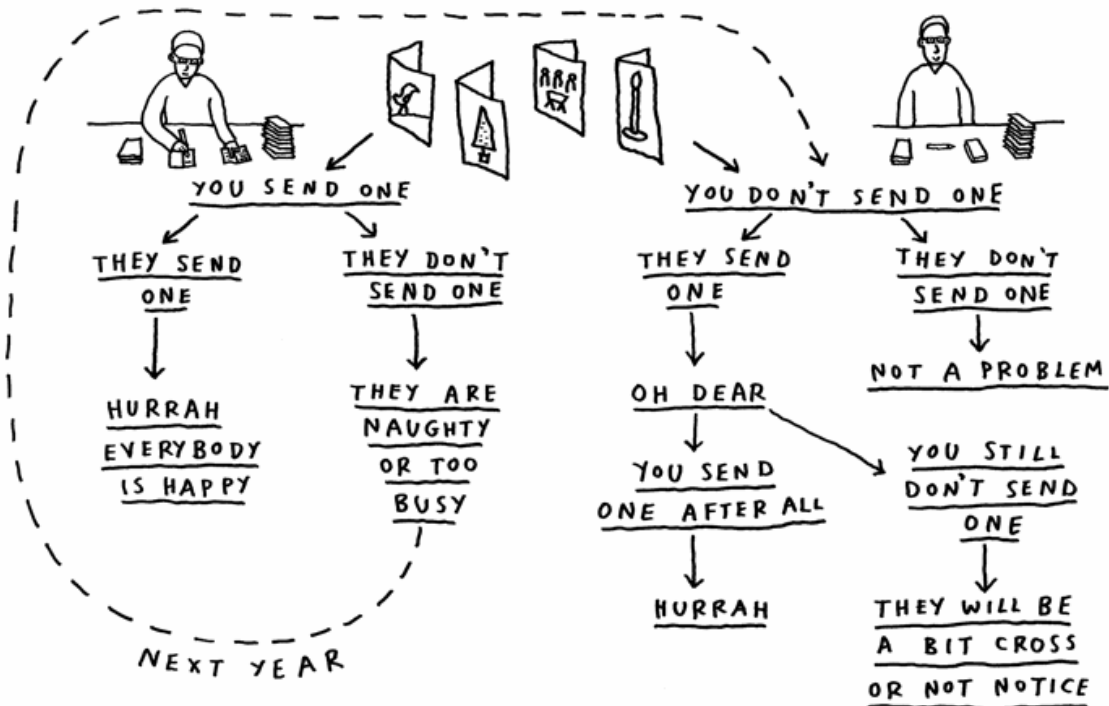 YOU SEND ONE
THEY SEND
ONE
HURRAH
EVERYBODY
IS HAPPY
THEY DON'T
SEND ONE
THEY ARE
NAUGHTY
OR TOO
BUSY
NEXT YEAR
YOU DON'T SEND ONE
THEY SEND
ONE
OH DEAR
YOU SEND
ONE AFTER ALL
HURRAH
YOU STILL
DON'T SEND
ONE
THEY WILL BE
A BIT CROSS
OR NOT NOTICE
THEY DON'T
SEND ONE
NOT A PROBLEM